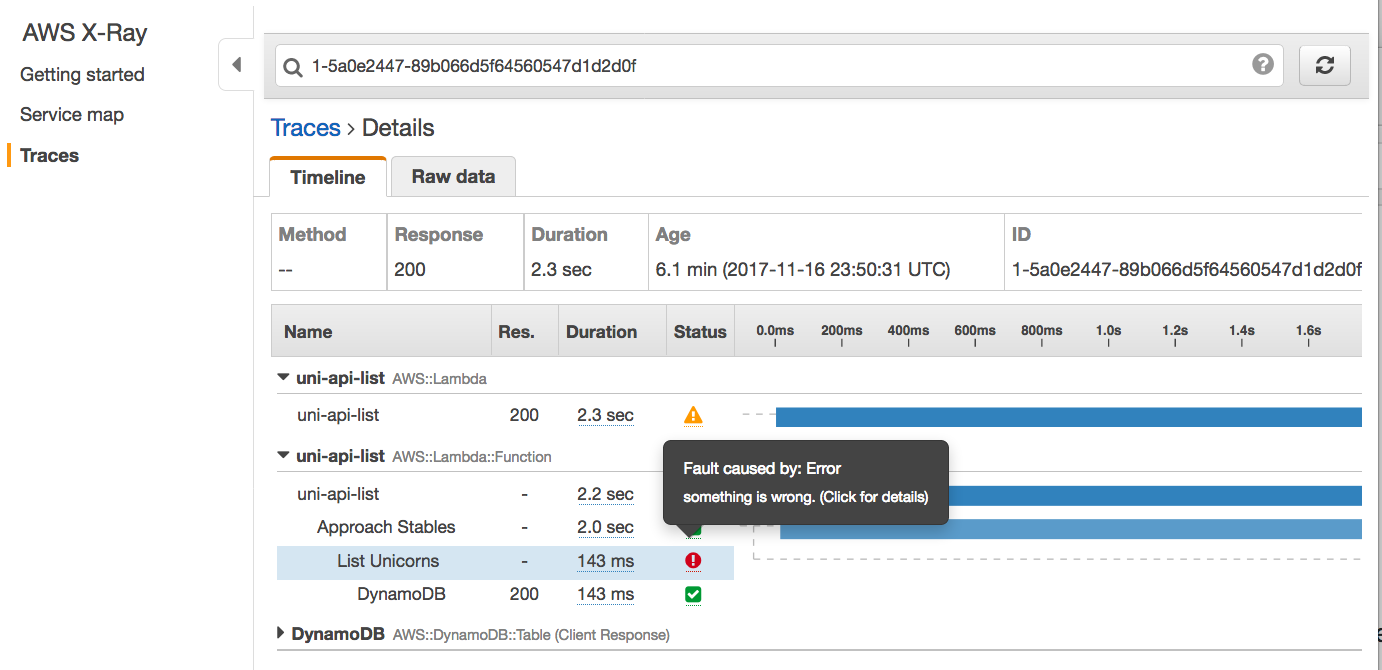 AWS X-Ray
Getting started
Service map
Traces
1-5a0e2447-89b066d5f64560547d1d2d0f
?
Traces › Details
Timeline Raw data
Method Response Duration Age ID
-- 200 2.3 sec 6.1 min (2017-11-16 23:50:31 UTC) 1-5a0e2447-89b066d5f64560547d1d2d0f
Name Res. Duration Status 0.0ms 200ms 400ms 600ms 800ms 1.0s 1.2s 1.4s 1.6s
uni-api-list AWS::Lambda
uni-api-list 200 2.3 sec
uni-api-list AWS::Lambda::Function
Fault caused by: Error
something is wrong. (Click for details)
uni-api-list - 2.2 sec
Approach Stables - 2.0 sec
List Unicorns - 143 ms
DynamoDB 200 143 ms
DynamoDB AWS::DynamoDB::Table (Client Response)